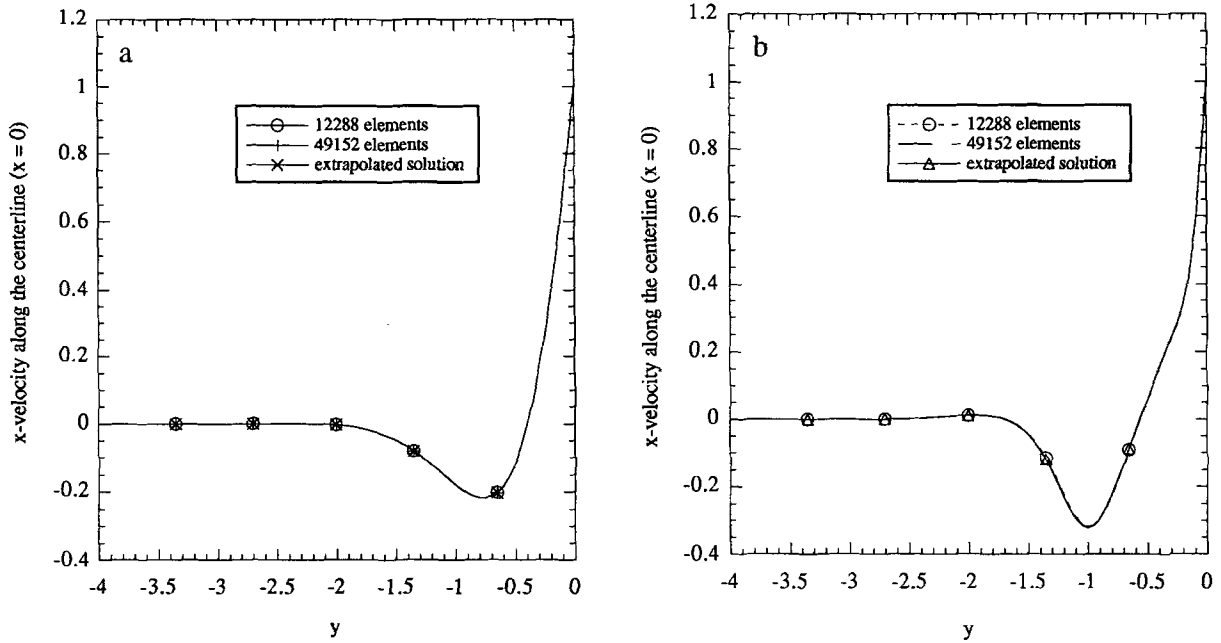 a
1.2
1
0.8
0.6
0.4
0.2
0
-0.2
-0.4
x-velocity along the centerline (x = 0)
12288 elements
49152 elements
extrapolated solution
-4 -3.5 -3 -2.5 -2 -1.5 -1 -0.5 0
y
b
1.2
1
0.8
0.6
0.4
0.2
0
-0.2
-0.4
x-velocity along the centerline (x = 0)
12288 elements
49152 elements
extrapolated solution
-4 -3.5 -3 -2.5 -2 -1.5 -1 -0.5 0
y